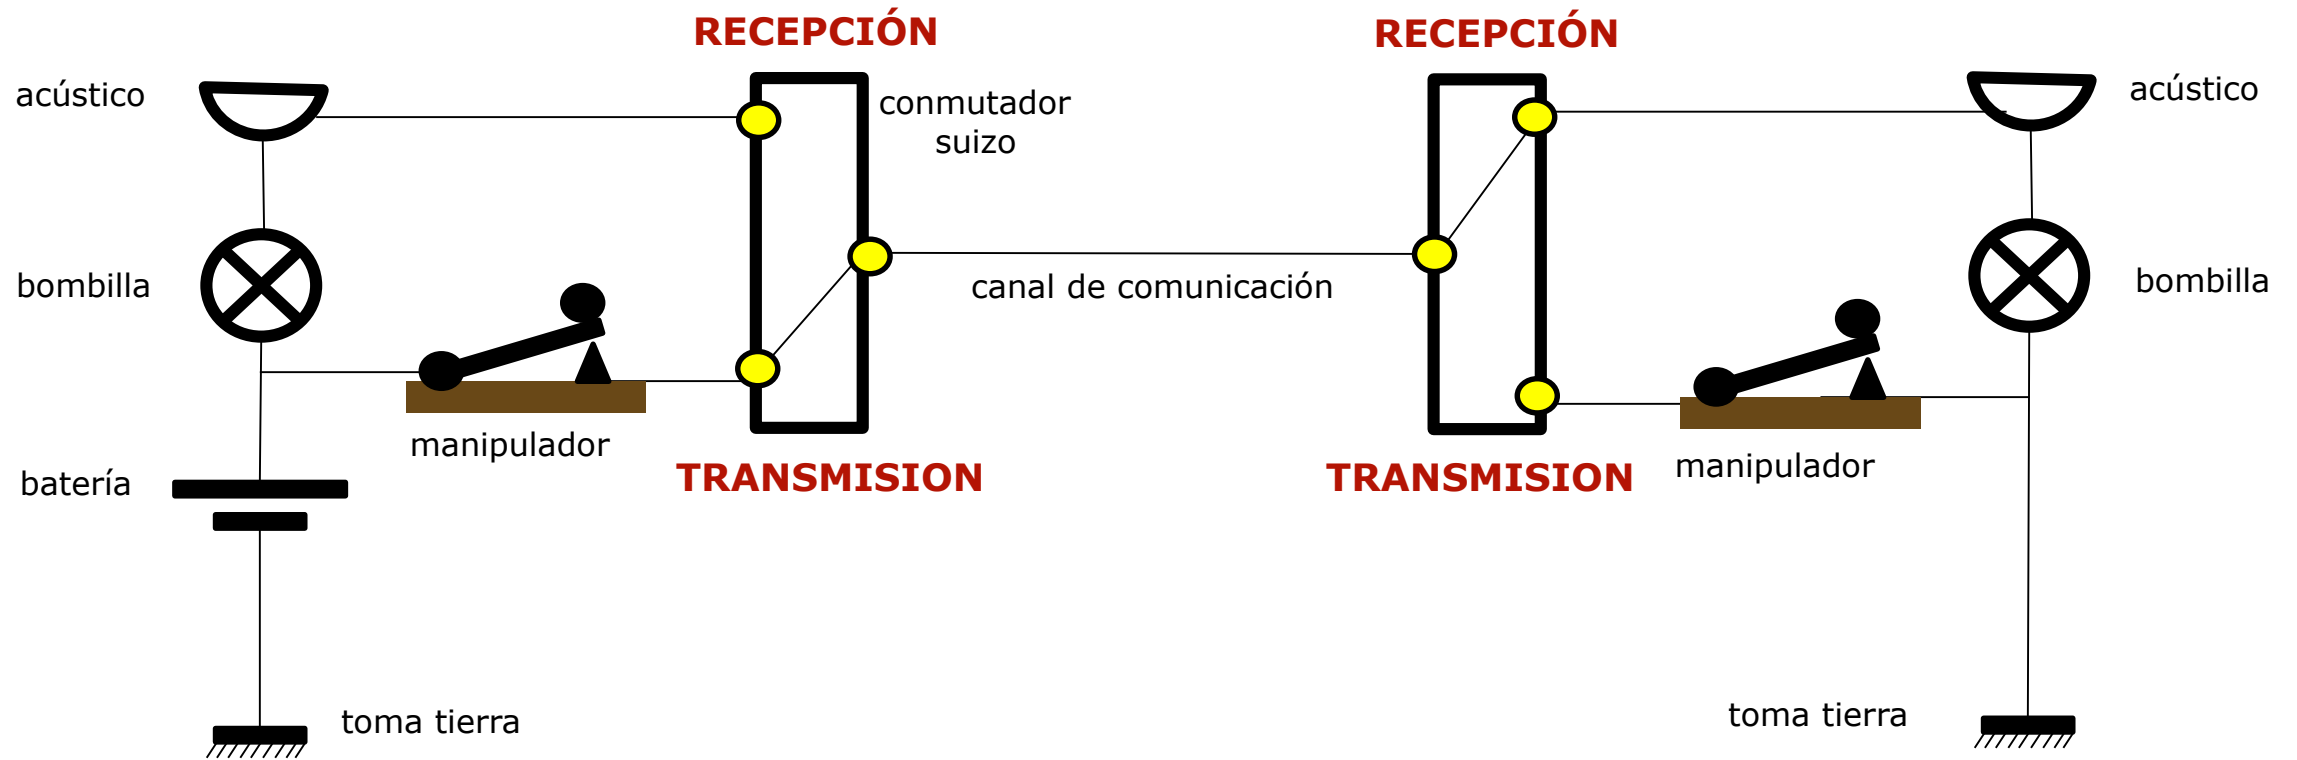 RECEPCIÓN
RECEPCIÓN
acústico
conmutador
suizo
acústico
bombilla
canal de comunicación
bombilla
manipulador
manipulador
batería
TRANSMISION
TRANSMISION
toma tierra
toma tierra